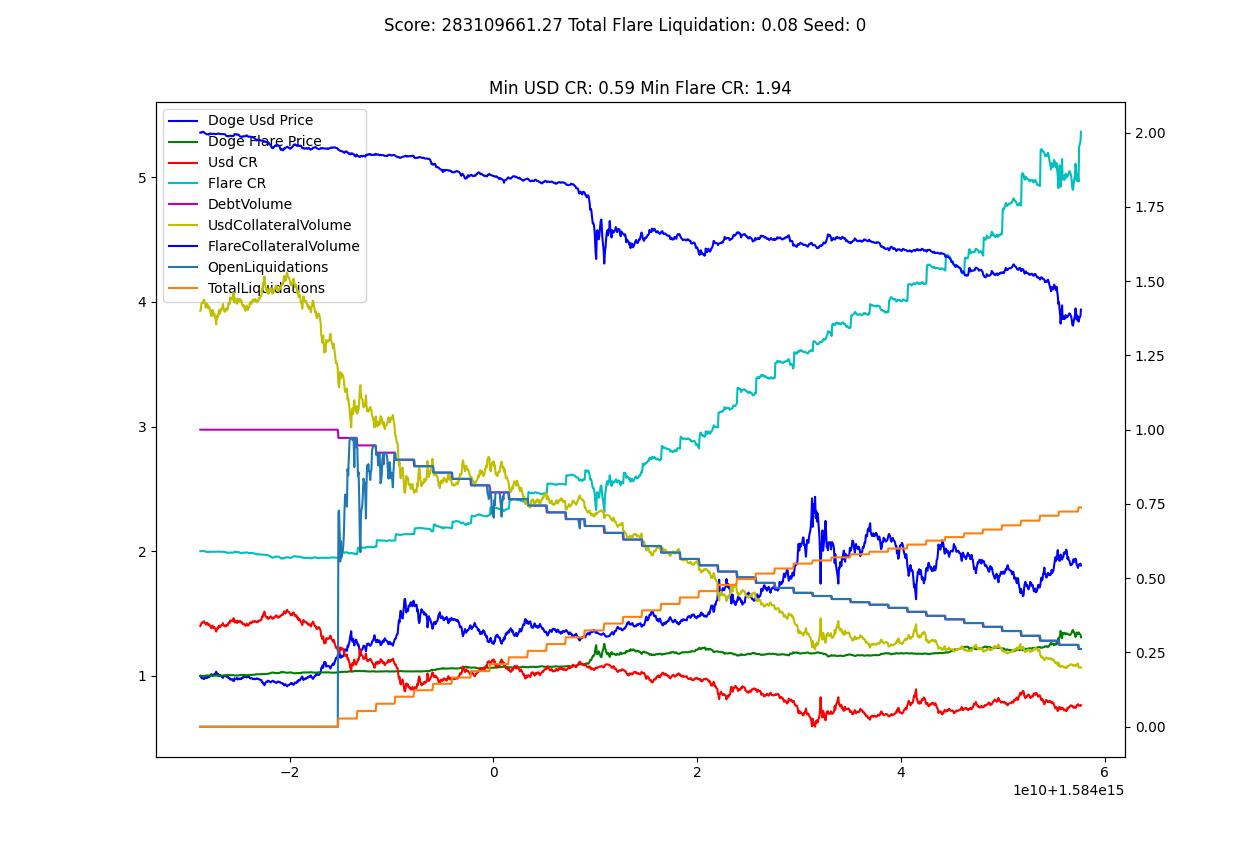 Score: 283109661.27 Total Flare Liquidation: 0.08 Seed: 0
Min USD CR: 0.59 Min Flare CR: 1.94
Doge Usd Price
Doge Flare Price
Usd CR
Flare CR
DebtVolume
UsdCollateralVolume
FlareCollateralVolume
OpenLiquidations
TotalLiquidations
5
4
3
2
1
2.00
1.75
1.50
1.25
1.00
0.75
0.50
0.25
0.00
−2 0 2 4 6
1e10+1.584e15